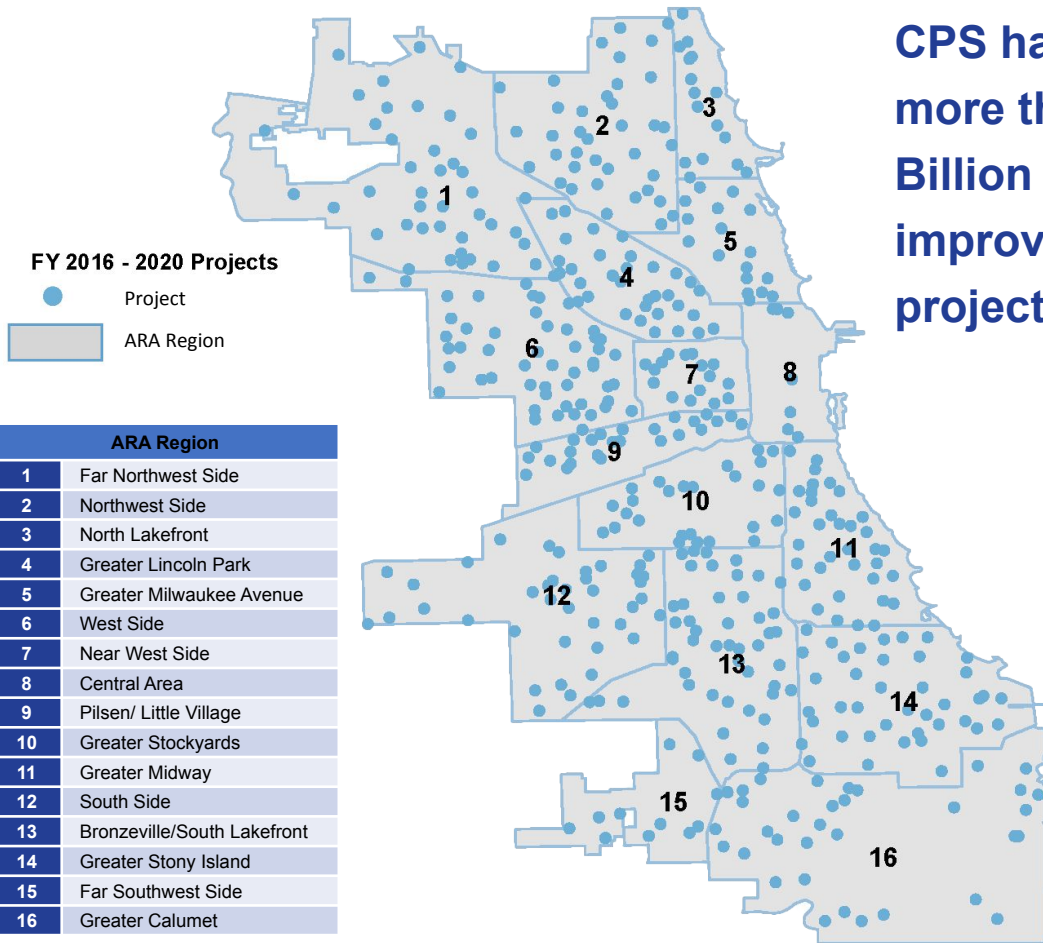 CPS ha
more th
Billion
improv
project
3
2
1
5
4
6
8
7
9
10
11
12
13
14
15
16
FY 2016 - 2020 Projects
Project
ARA Region
ARA Region
1 Far Northwest Side
2 Northwest Side
3 North Lakefront
4 Greater Lincoln Park
5 Greater Milwaukee Avenue
6 West Side
7 Near West Side
8 Central Area
9 Pilsen/ Little Village
10 Greater Stockyards
11 Greater Midway
12 South Side
13 Bronzeville/South Lakefront
14 Greater Stony Island
15 Far Southwest Side
16 Greater Calumet